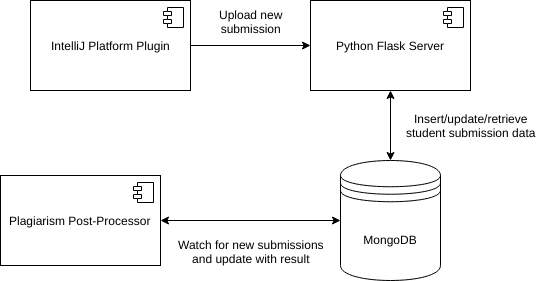 Upload new
submission
IntelliJ Platform Plugin
Python Flask Server
Insert/update/retrieve
student submission data
Plagiarism Post-Processor
MongoDB
Watch for new submissions
and update with result